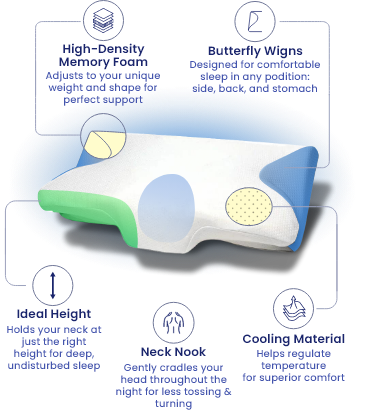 High-Density
Memory Foam
Adjusts to your unique
weight and shape for
perfect support
Butterfly Wigns
Designed for comfortable
sleep in any podition:
side, back, and stomach
Ideal Height
Holds your neck at
just the right
height for deep,
undisturbed sleep
Neck Nook
Gently cradles your
head throughout the
night for less tossing &
turning
Cooling Material
Helps regulate
temperature
for superior comfort